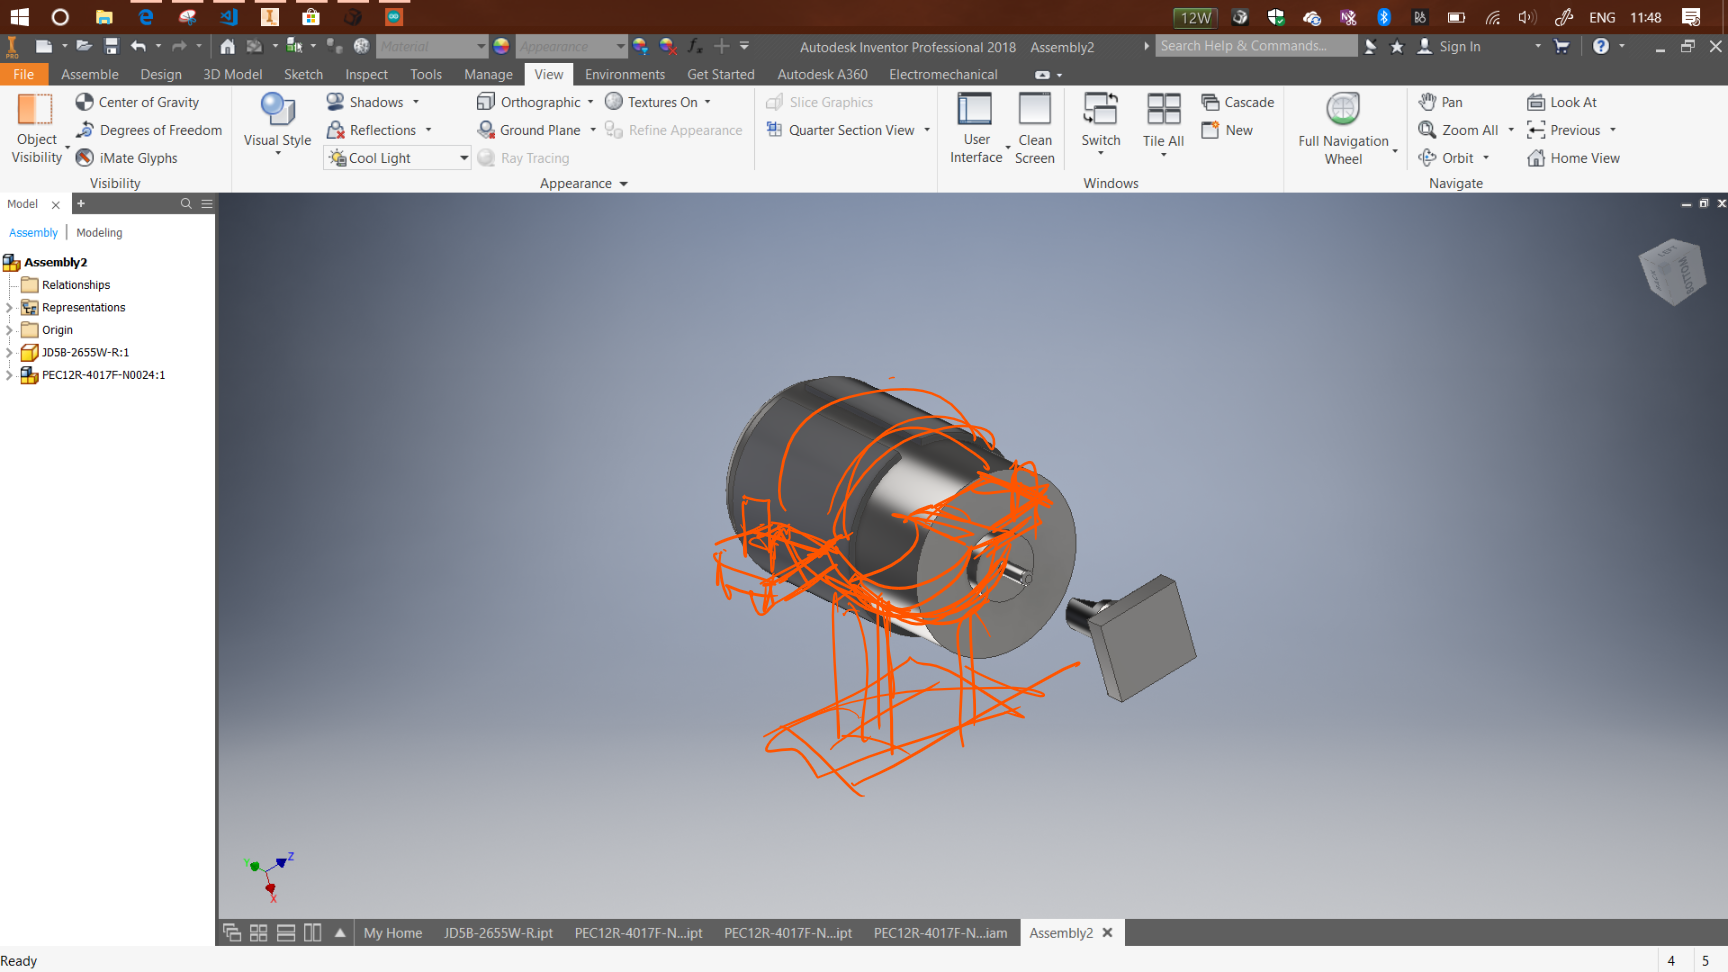 12W
ENG
11:48
PRO
Material
Appearance
Autodesk Inventor Professional 2018 Assembly2
Search Help & Commands...
Sign In
File Assemble Design 3D Model Sketch Inspect Tools Manage View Environments Get Started Autodesk A360 Electromechanical
Object Visibility
Center of Gravity
Degrees of Freedom
iMate Glyphs
Visibility
Visual Style
Shadows
Reflections
Cool Light
Orthographic
Ground Plane
Ray Tracing
Textures On
Refine Appearance
Appearance
Slice Graphics
Quarter Section View
User Interface
Clean Screen
Switch
Tile All
Cascade
New
Windows
Full Navigation Wheel
Pan
Zoom All
Orbit
Look At
Previous
Home View
Navigate
Model
Assembly | Modeling
Assembly2
Relationships
Representations
Origin
JD5B-2655W-R:1
PEC12R-4017F-N0024:1
LEFT
BOTTOM
Y
Z
X
My Home JD5B-2655W-R.ipt PEC12R-4017F-N...ipt PEC12R-4017F-N...ipt PEC12R-4017F-N...iam Assembly2
Ready
4 5